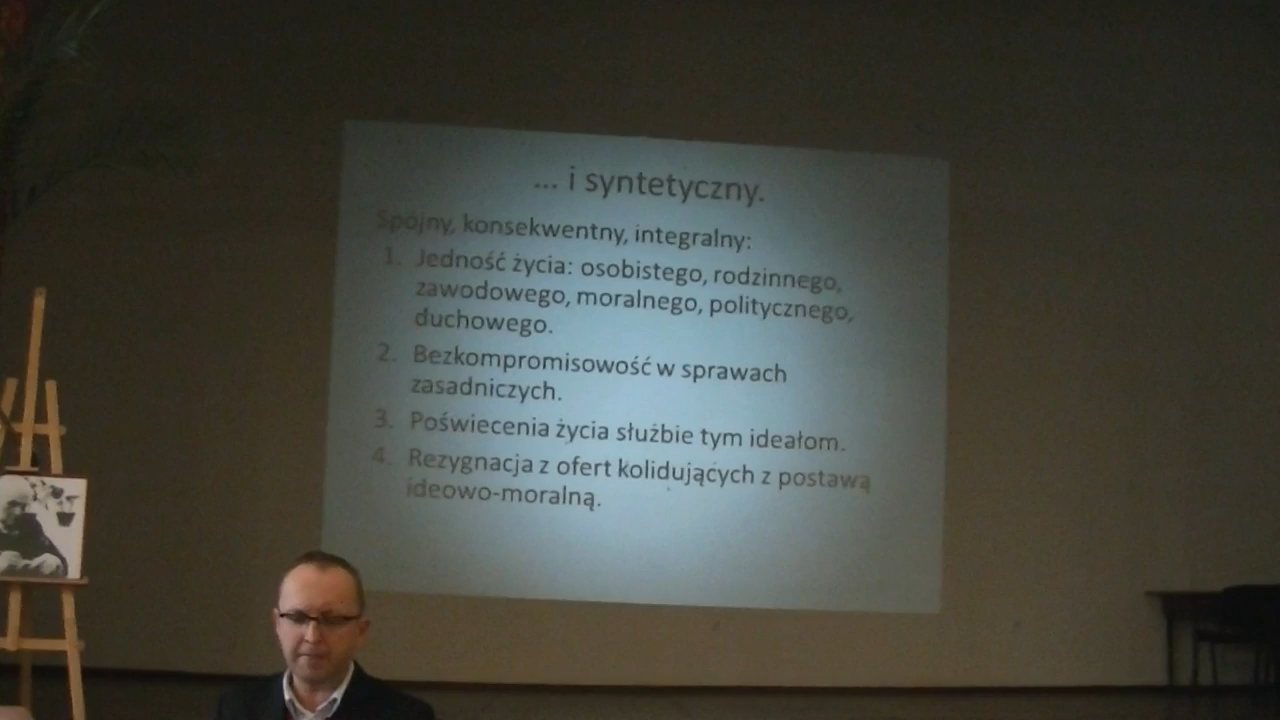 ... i syntetyczny.
Spójny, konsekwentny, integralny:
1. Jedność życia: osobistego, rodzinnego,
zawodowego, moralnego, politycznego,
duchowego.
2. Bezkompromisowość w sprawach
zasadniczych.
3. Poświecenia życia służbie tym ideałom.
4. Rezygnacja z ofert kolidujących z postawą
ideowo-moralną.